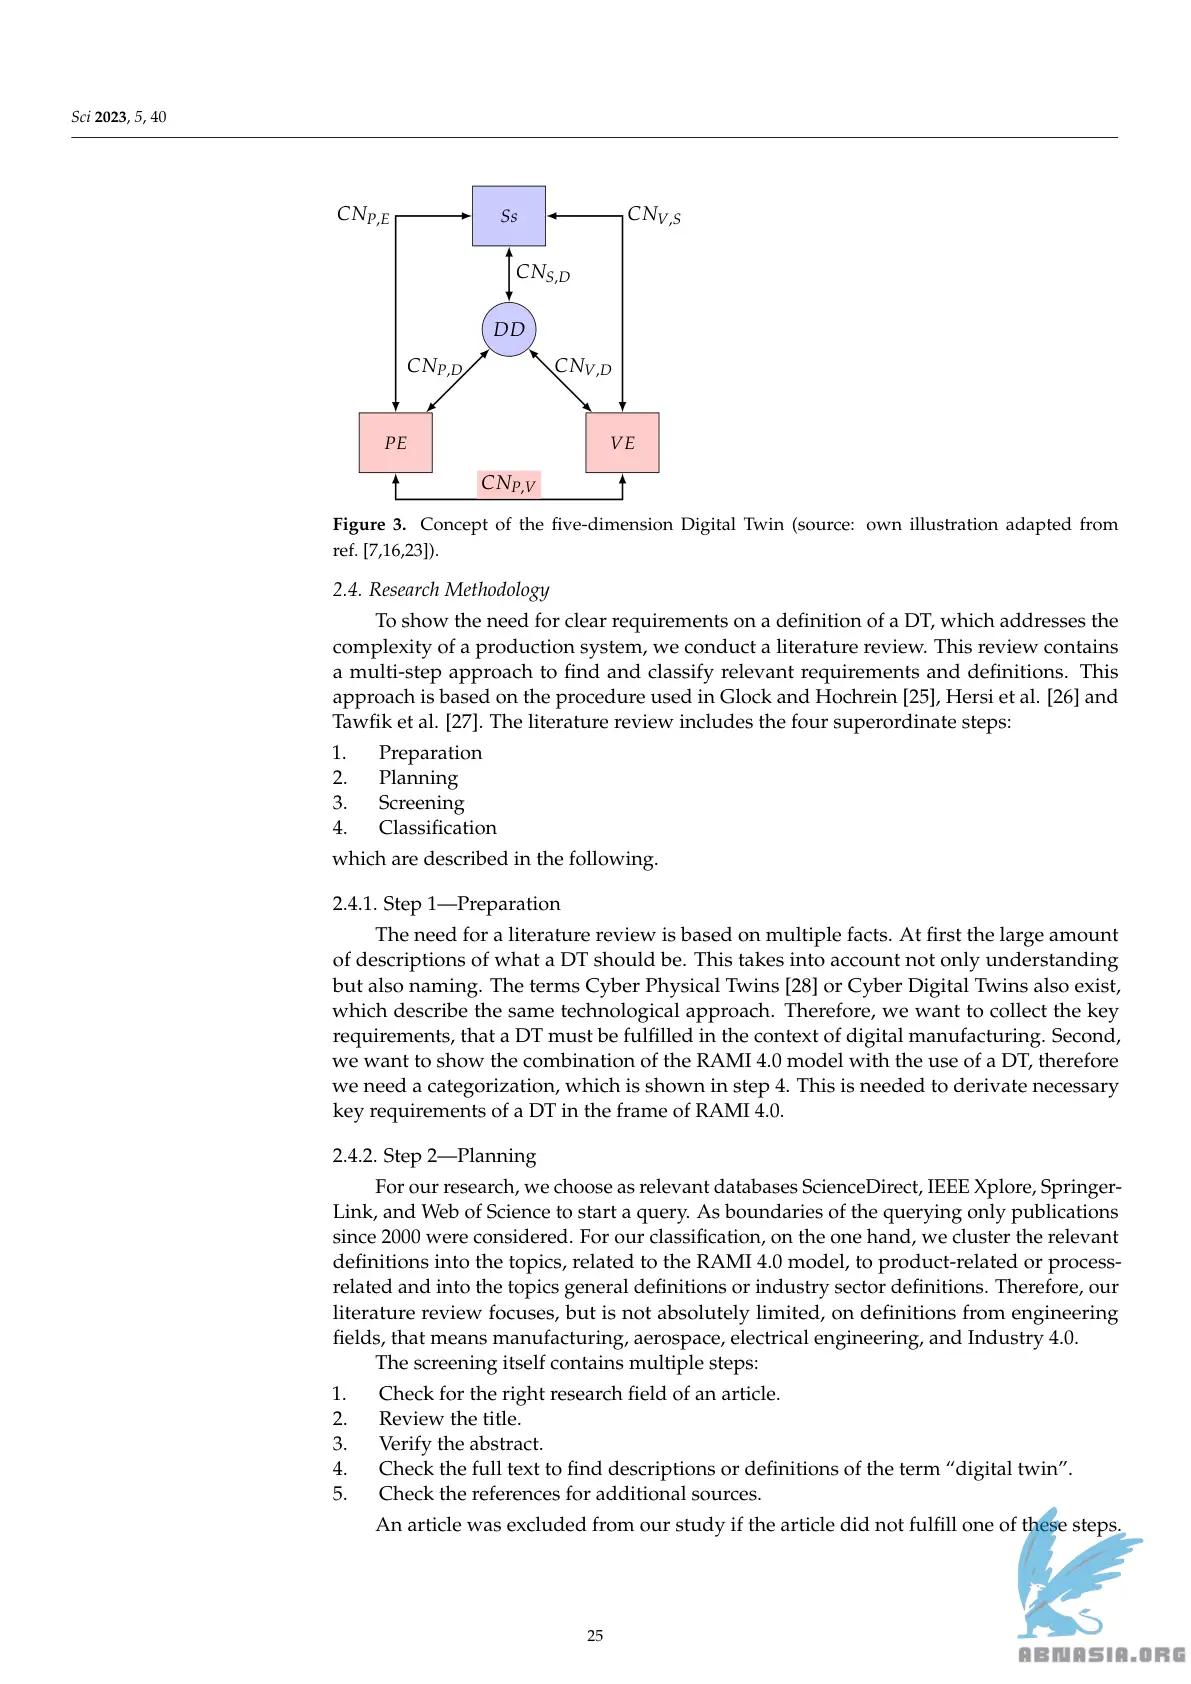 Sci 2023, 5, 40
CN_{P,E}
Ss
CN_{V,S}
CN_{S,D}
DD
CN_{P,D}
CN_{V,D}
PE
VE
CN_{P,V}
Figure 3. Concept of the five-dimension Digital Twin (source: own illustration adapted from
ref. [7,16,23]).
2.4. Research Methodology
To show the need for clear requirements on a definition of a DT, which addresses the
complexity of a production system, we conduct a literature review. This review contains
a multi-step approach to find and classify relevant requirements and definitions. This
approach is based on the procedure used in Glock and Hochrein [25], Hersi et al. [26] and
Tawfik et al. [27]. The literature review includes the four superordinate steps:
1. Preparation
2. Planning
3. Screening
4. Classification
which are described in the following.
2.4.1. Step 1—Preparation
The need for a literature review is based on multiple facts. At first the large amount
of descriptions of what a DT should be. This takes into account not only understanding
but also naming. The terms Cyber Physical Twins [28] or Cyber Digital Twins also exist,
which describe the same technological approach. Therefore, we want to collect the key
requirements, that a DT must be fulfilled in the context of digital manufacturing. Second,
we want to show the combination of the RAMI 4.0 model with the use of a DT, therefore
we need a categorization, which is shown in step 4. This is needed to derivate necessary
key requirements of a DT in the frame of RAMI 4.0.
2.4.2. Step 2—Planning
For our research, we choose as relevant databases ScienceDirect, IEEE Xplore, Springer-
Link, and Web of Science to start a query. As boundaries of the querying only publications
since 2000 were considered. For our classification, on the one hand, we cluster the relevant
definitions into the topics, related to the RAMI 4.0 model, to product-related or process-
related and into the topics general definitions or industry sector definitions. Therefore, our
literature review focuses, but is not absolutely limited, on definitions from engineering
fields, that means manufacturing, aerospace, electrical engineering, and Industry 4.0.
The screening itself contains multiple steps:
1. Check for the right research field of an article.
2. Review the title.
3. Verify the abstract.
4. Check the full text to find descriptions or definitions of the term “digital twin”.
5. Check the references for additional sources.
An article was excluded from our study if the article did not fulfill one of these steps.
25
ABNASIA.ORG